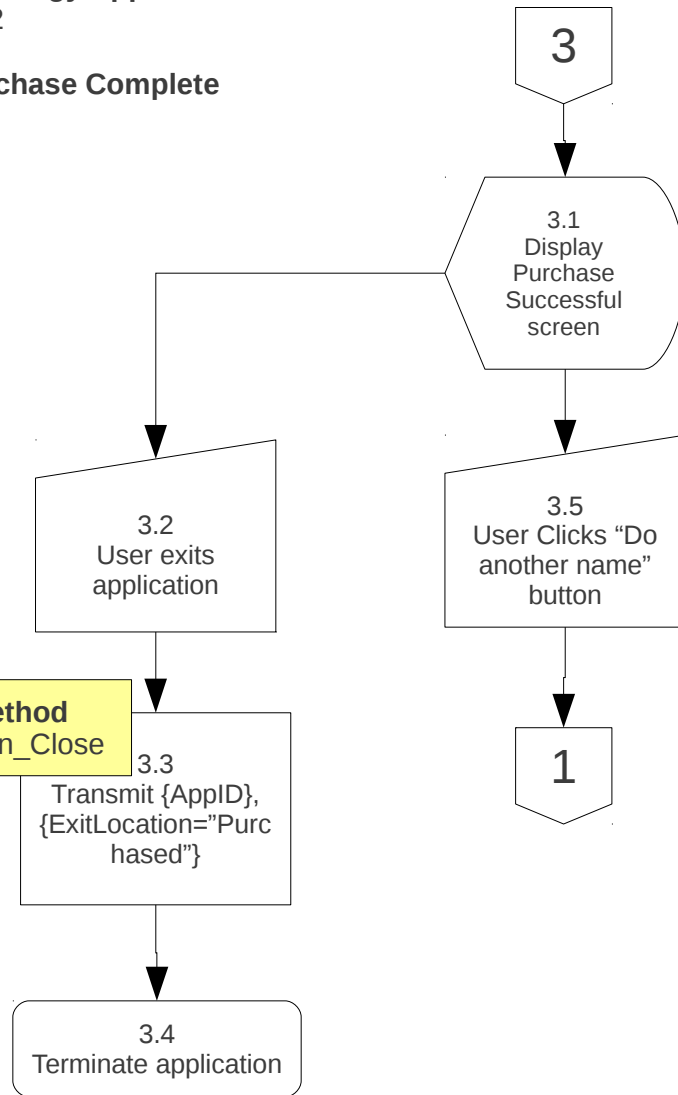 2
chase Complete
3
3.1
Display
Purchase
Successful
screen
3.2
User exits
application
3.5
User Clicks “Do
another name”
button
ethod
n_Close
3.3
Transmit {AppID},
{ExitLocation=”Purc
hased”}
1
3.4
Terminate application